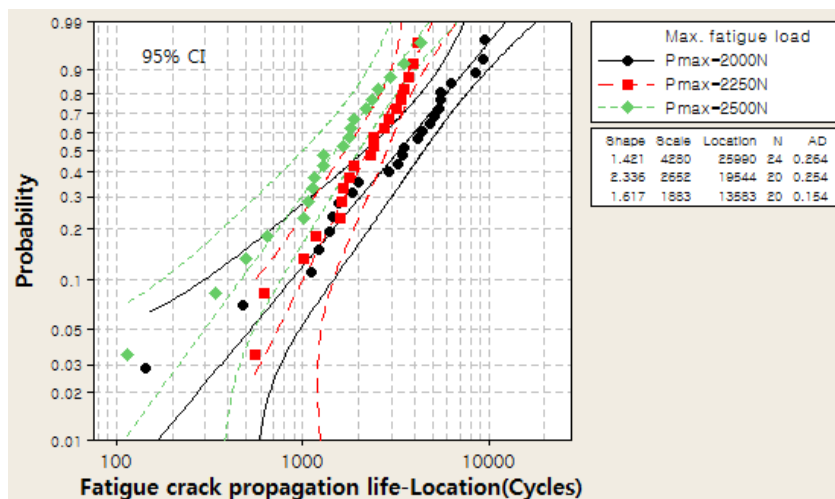 95% CI
Probability
0.99
0.9
0.8
0.7
0.6
0.5
0.4
0.3
0.2
0.1
0.05
0.03
0.02
0.01
100 1000 10000
Fatigue crack propagation life-Location(Cycles)
Max. fatigue load
Pmax-2000N
Pmax-2250N
Pmax-2500N
Shape Scale Location N AD
1.421 4280 25990 24 0.264
2.336 2652 19544 20 0.254
1.617 1883 13563 20 0.154